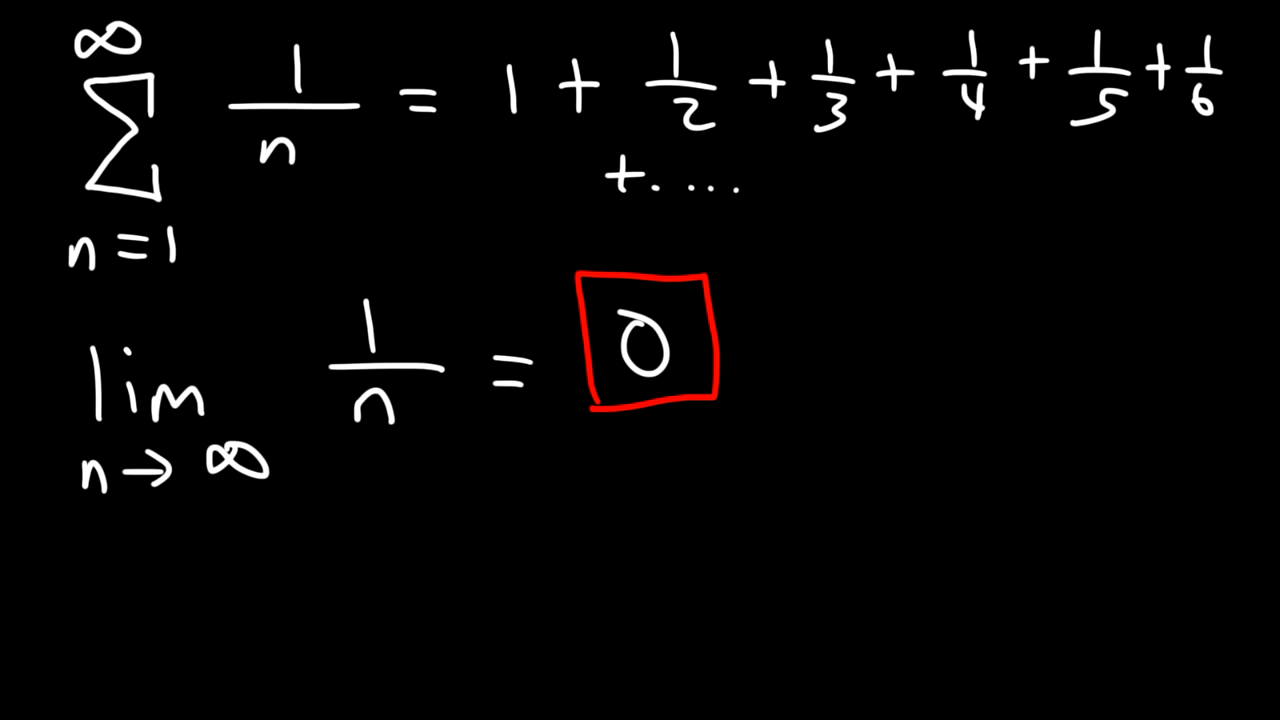 ∞
∑ 1/n = 1 + 1/2 + 1/3 + 1/4 + 1/5 + 1/6
+. ...
n=1
lim 1/n = 0
n→∞